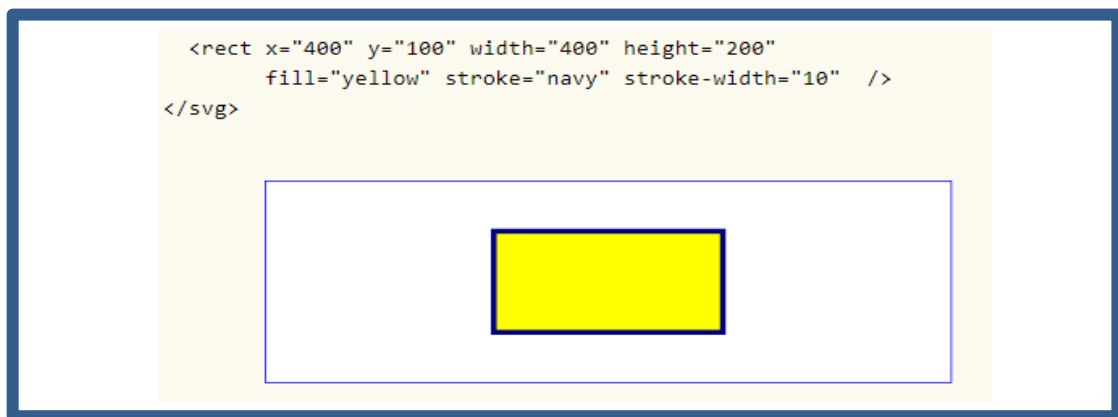 <rect x="400" y="100" width="400" height="200"
fill="yellow" stroke="navy" stroke-width="10"  />
</svg>